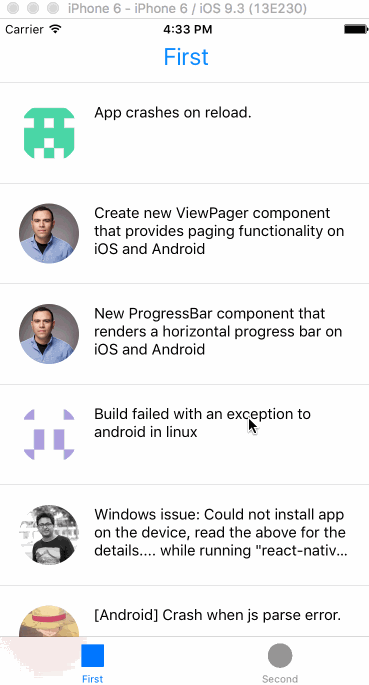 iPhone 6 - iPhone 6 / iOS 9.3 (13E230)
Carrier 4:33 PM
First
App crashes on reload.
Create new ViewPager component
that provides paging functionality on
iOS and Android
New ProgressBar component that
renders a horizontal progress bar on
iOS and Android
Build failed with an exception to
android in linux
Windows issue: Could not install app
on the device, read the above for the
details.... while running "react-nativ...
[Android] Crash when js parse error.
First Second